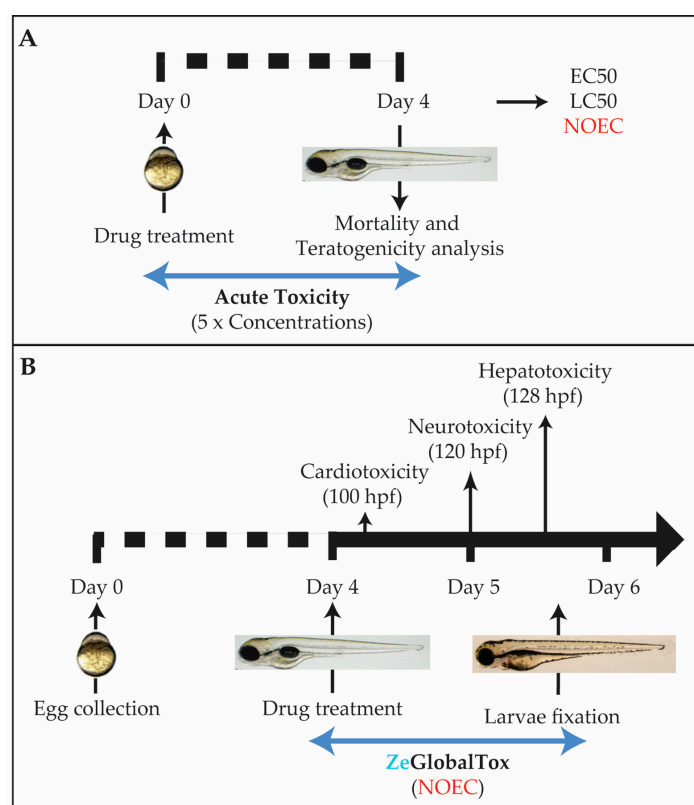 A
Day 0
Day 4
EC50
LC50
NOEC
Drug treatment
Mortality and
Teratogenicity analysis
Acute Toxicity
(5 x Concentrations)
B
Hepatotoxicity
(128 hpf)
Neurotoxicity
(120 hpf)
Cardiotoxicity
(100 hpf)
Day 0
Day 4
Day 5
Day 6
Egg collection
Drug treatment
Larvae fixation
ZeGlobalTox
(NOEC)